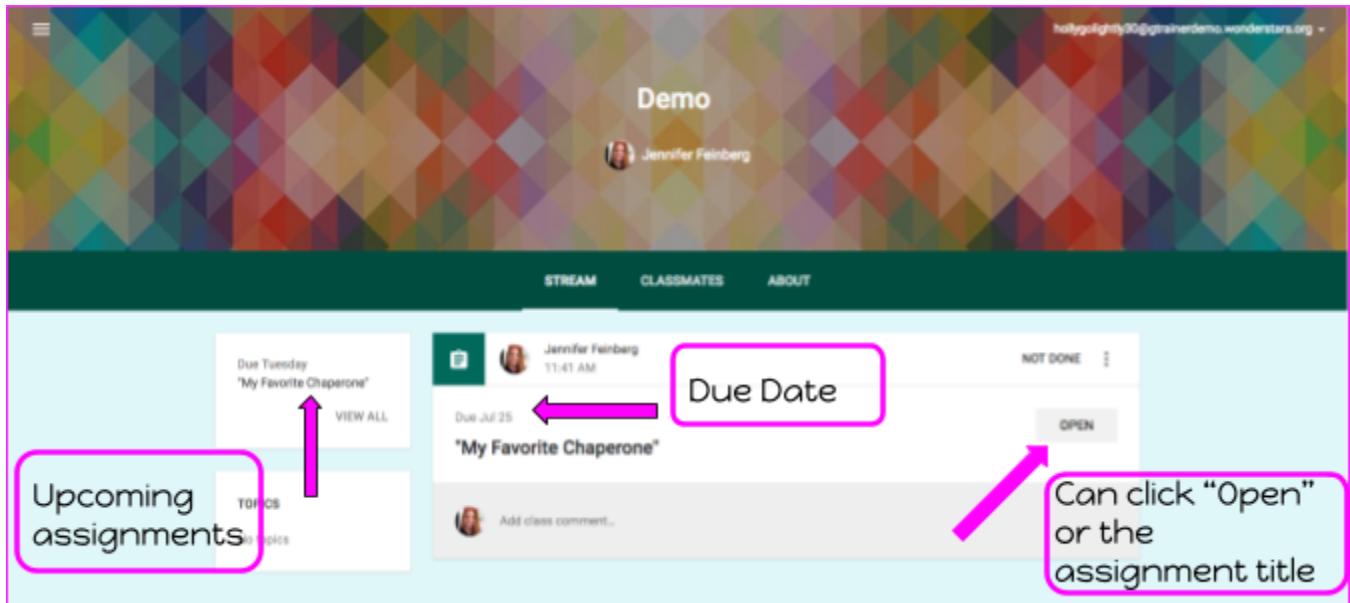 hollygolightly30@gtrainerdemo.wonderstars.org
Demo
Jennifer Feinberg
STREAM CLASSMATES ABOUT
Due Tuesday
"My Favorite Chaperone"
VIEW ALL
Upcoming
assignments
TOPICS
No topics
Jennifer Feinberg
11:41 AM
NOT DONE
Due Date
Due Jul 25
"My Favorite Chaperone"
OPEN
Add class comment...
Can click “Open”
or the
assignment title